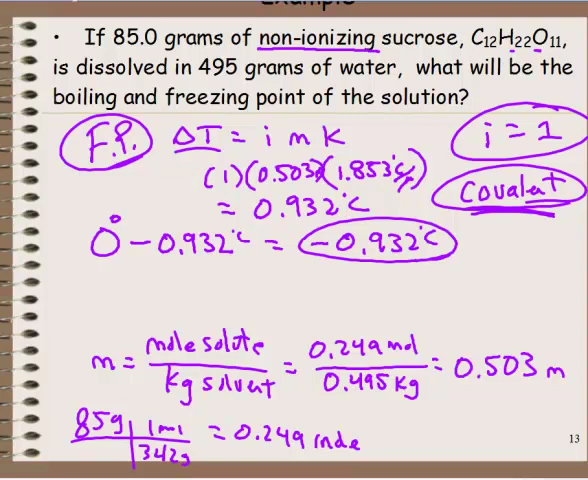 Example
• If 85.0 grams of non-ionizing sucrose, C₁₂H₂₂O₁₁,
is dissolved in 495 grams of water, what will be the
boiling and freezing point of the solution?
F.P. ΔT = i m K
i = 1
(1)(0.503)(1.853°C/m)
Covalent
= 0.932°C
0° - 0.932°C = -0.932°C
m = mole solute / Kg solvent = 0.249 mol / 0.495 Kg = 0.503 m
85g | 1 mol / 342g = 0.249 mole
13